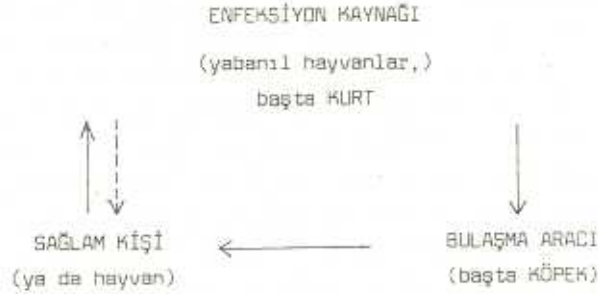 ENFEKSİYON KAYNAĞI
(yabanıl hayvanlar,)
başta KURT
SAĞLAM KİŞİ
(ya da hayvan)
BULAŞMA ARACI
(başta KÖPEK)